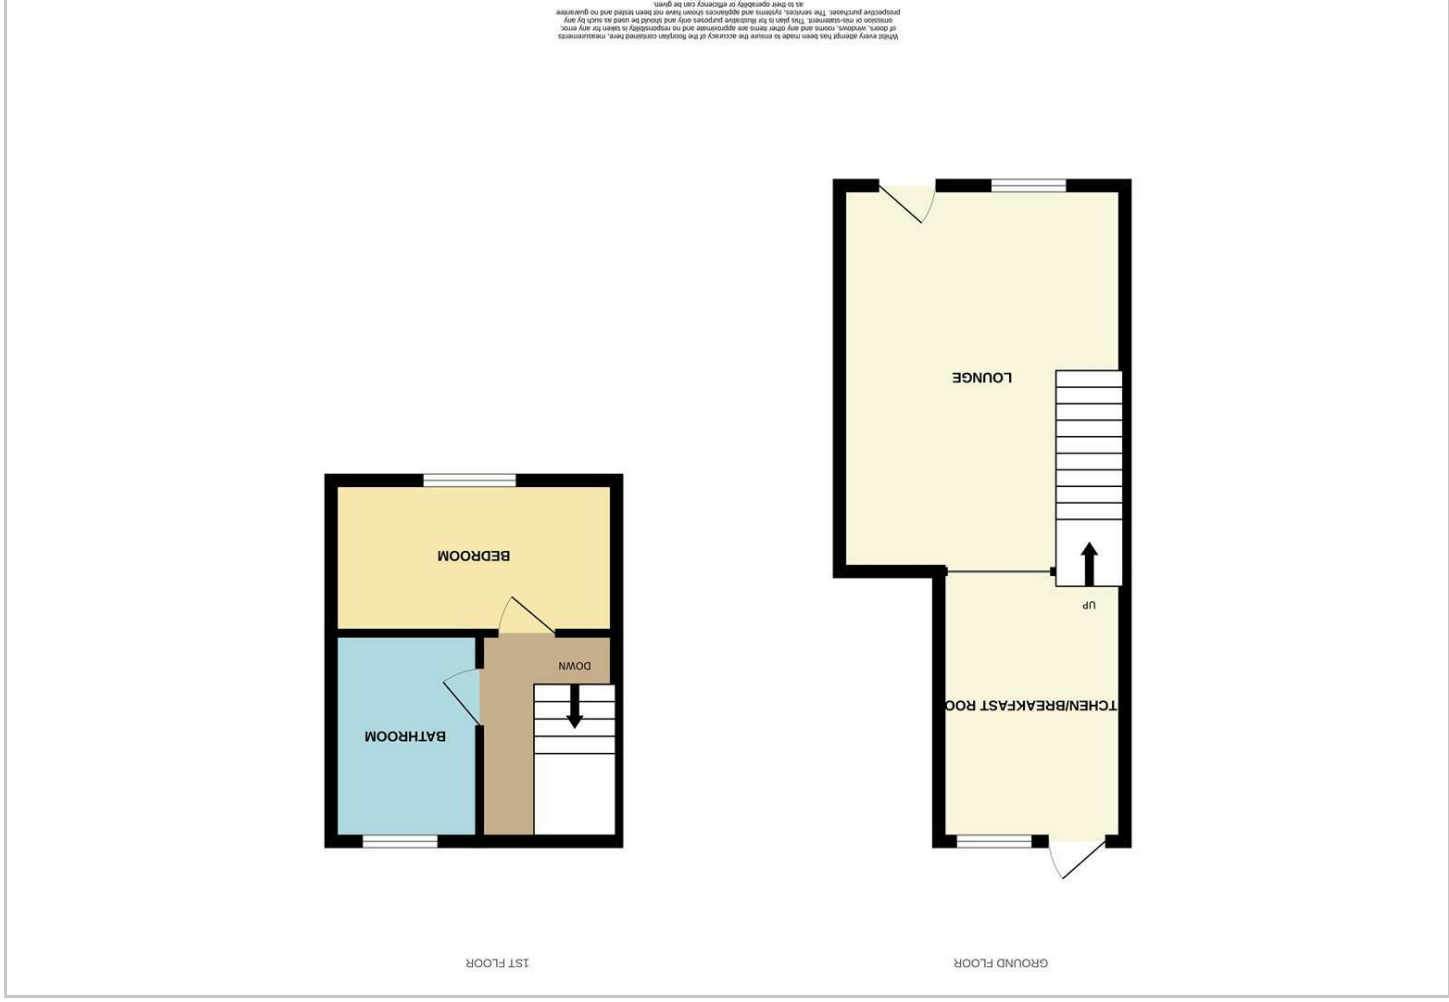 GROUND FLOOR
1ST FLOOR
TCHEN/BREAKFAST ROO
UP
LOUNGE
BATHROOM
DOWN
BEDROOM
Whilst every attempt has been made to ensure the accuracy of the floorplan contained here, measurements
of doors, windows, rooms and any other items are approximate and no responsibility is taken for any error,
omission or mis-statement. This plan is for illustrative purposes only and should be used as such by any
prospective purchaser. The services, systems and appliances shown have not been tested and no guarantee
as to their operability or efficiency can be given.